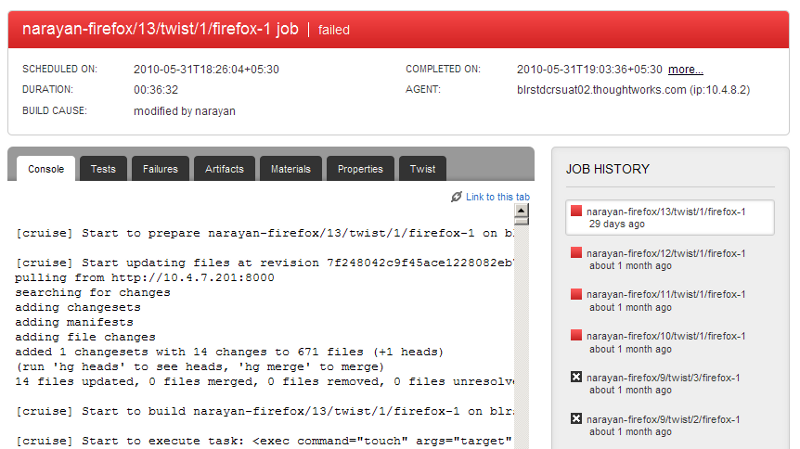 narayan-firefox/13/twist/1/firefox-1 job | failed
SCHEDULED ON: 2010-05-31T18:26:04+05:30 COMPLETED ON: 2010-05-31T19:03:36+05:30 more...
DURATION: 00:36:32 AGENT: blrstdcrsuat02.thoughtworks.com (ip:10.4.8.2)
BUILD CAUSE: modified by narayan
Console Tests Failures Artifacts Materials Properties Twist
Link to this tab
[cruise] Start to prepare narayan-firefox/13/twist/1/firefox-1 on
[cruise] Start updating files at revision
pulling from http://10.4.7.201:8000
searching for changes
adding changesets
adding manifests
adding file changes
added 1 changesets with 14 changes to 671 files (+1 heads)
(run 'hg heads' to see heads, 'hg merge' to merge)
14 files updated, 0 files merged, 0 files removed, 0 files
[cruise] Start to build narayan-firefox/13/twist/1/firefox-1 on
[cruise] Start to execute task: <exec command="touch" args="target"
JOB HISTORY
narayan-firefox/13/twist/1/firefox-1
29 days ago
narayan-firefox/12/twist/1/firefox-1
about 1 month ago
narayan-firefox/11/twist/1/firefox-1
about 1 month ago
narayan-firefox/10/twist/1/firefox-1
about 1 month ago
narayan-firefox/9/twist/3/firefox-1
about 1 month ago
narayan-firefox/9/twist/2/firefox-1
about 1 month ago